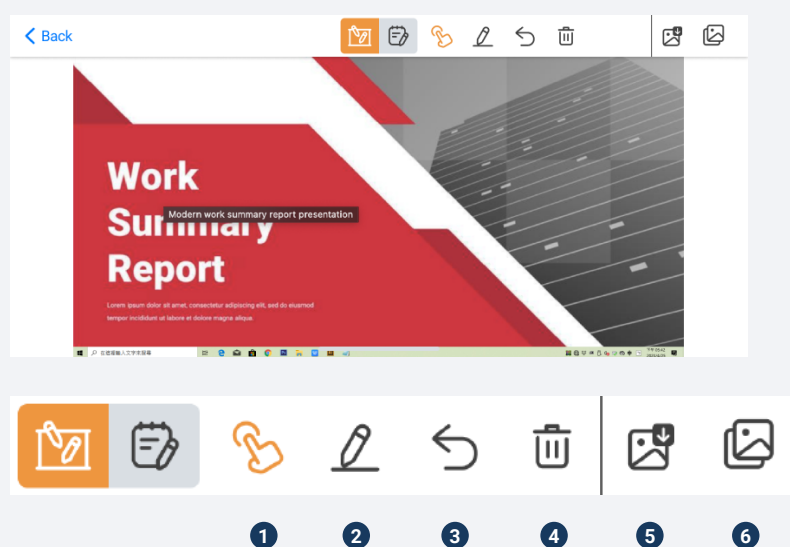 Back
Work
Summary
Modern work summary report presentation
Report
Lorem ipsum dolor sit amet, consectetur adipiscing elit, sed do eiusmod
tempor incididunt ut labore et dolore magna aliqua.
1 2 3 4 5 6